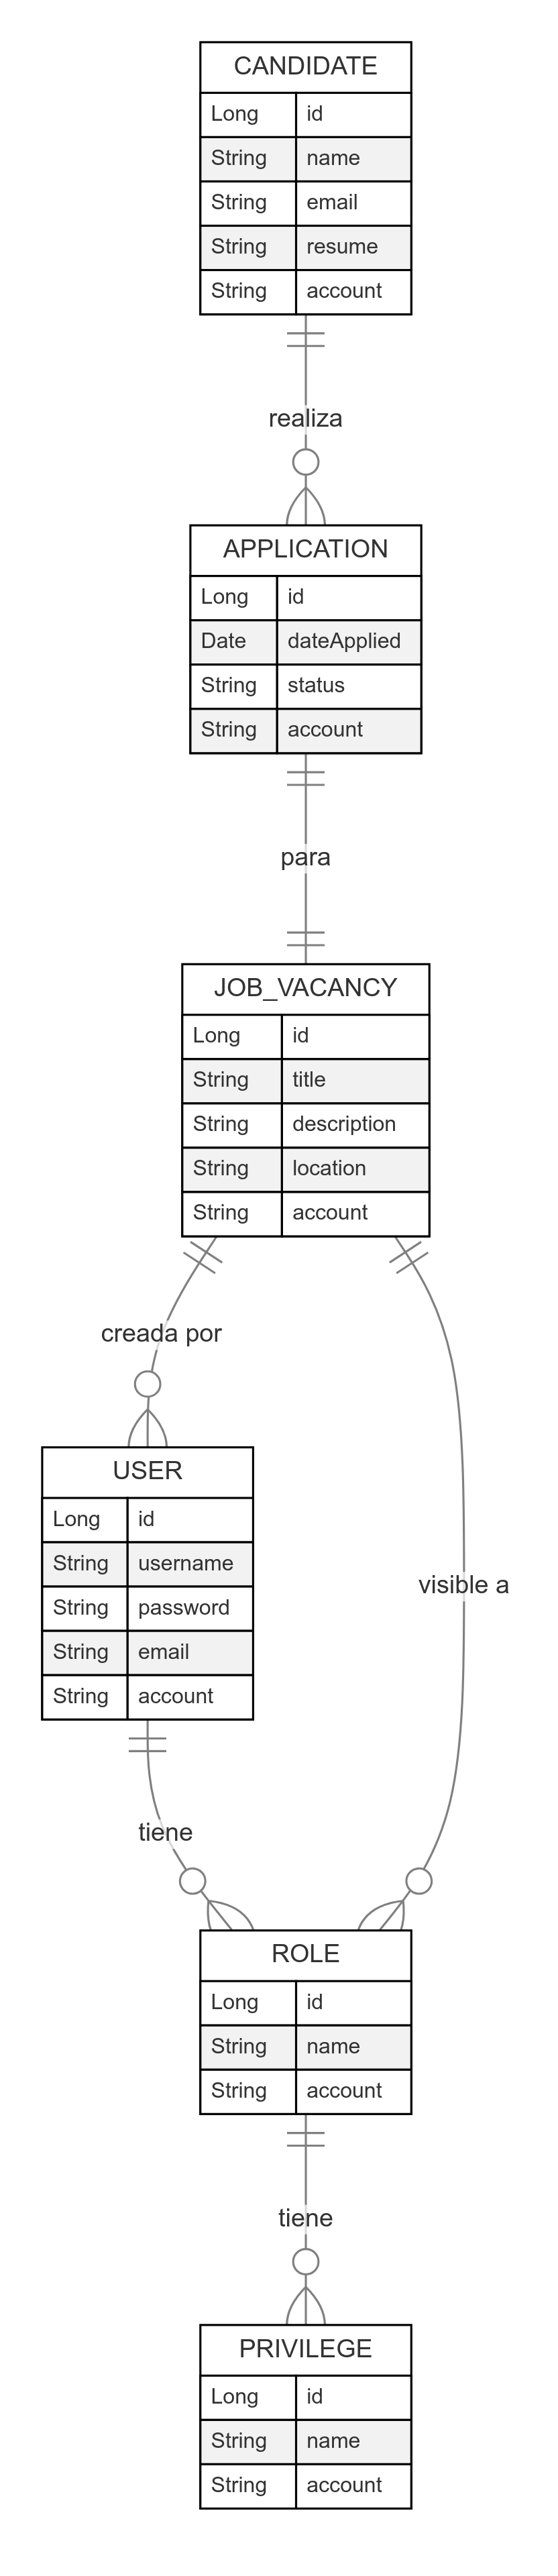 CANDIDATE
Long id
String name
String email
String resume
String account
realiza
APPLICATION
Long id
Date dateApplied
String status
String account
para
JOB_VACANCY
Long id
String title
String description
String location
String account
creada por
USER
Long id
String username
String password
String email
String account
visible a
tiene
ROLE
Long id
String name
String account
tiene
PRIVILEGE
Long id
String name
String account